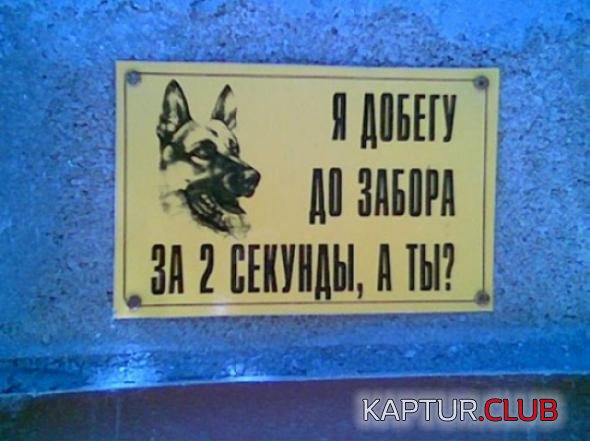 Я ДОБЕГУ
ДО ЗАБОРА
ЗА 2 СЕКУНДЫ, А ТЫ?
KAPTUR.CLUB